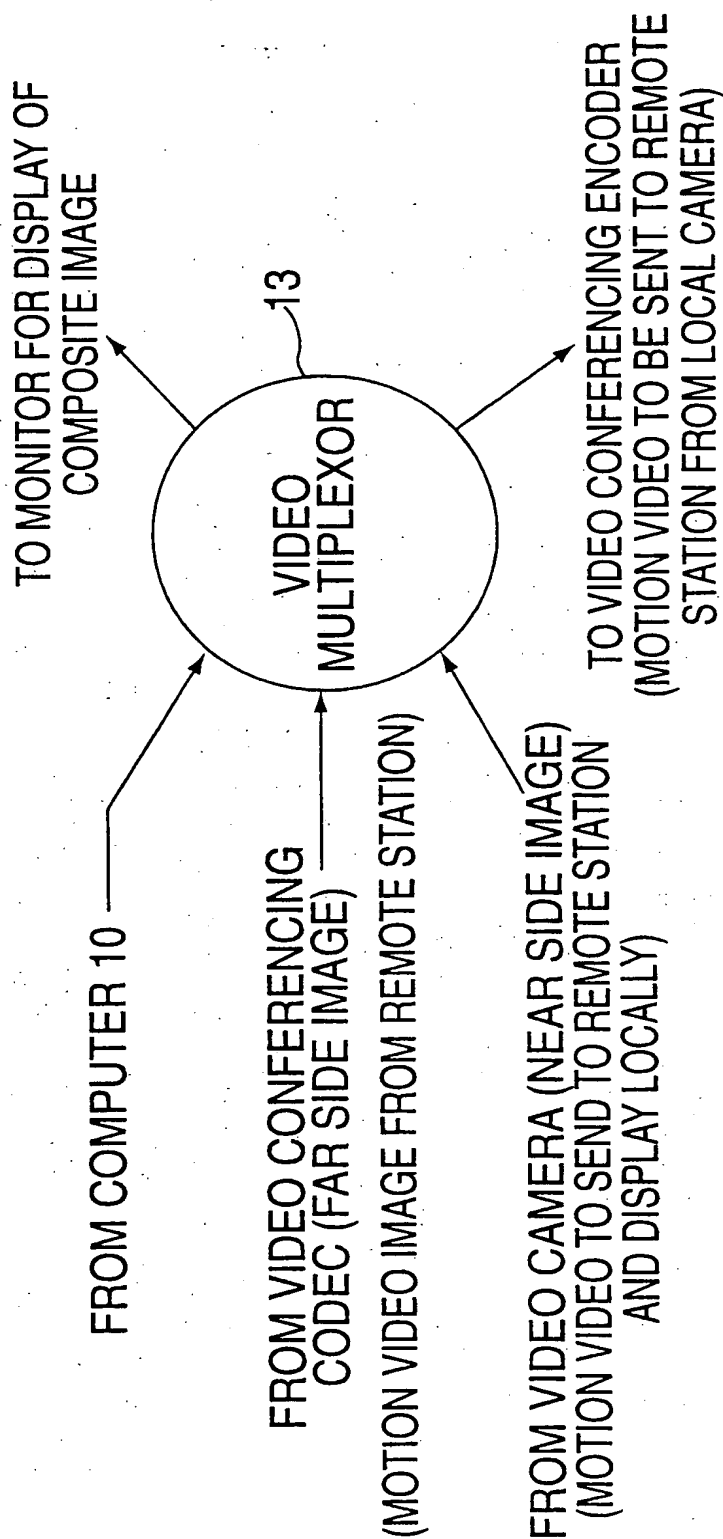 FROM COMPUTER 10
FROM VIDEO CONFERENCING
CODEC (FAR SIDE IMAGE)
(MOTION VIDEO IMAGE FROM REMOTE STATION)
FROM VIDEO CAMERA (NEAR SIDE IMAGE)
(MOTION VIDEO TO SEND TO REMOTE STATION
AND DISPLAY LOCALLY)
VIDEO
MULTIPLEXOR
13
TO MONITOR FOR DISPLAY OF
COMPOSITE IMAGE
TO VIDEO CONFERENCING ENCODER
(MOTION VIDEO TO BE SENT TO REMOTE
STATION FROM LOCAL CAMERA)